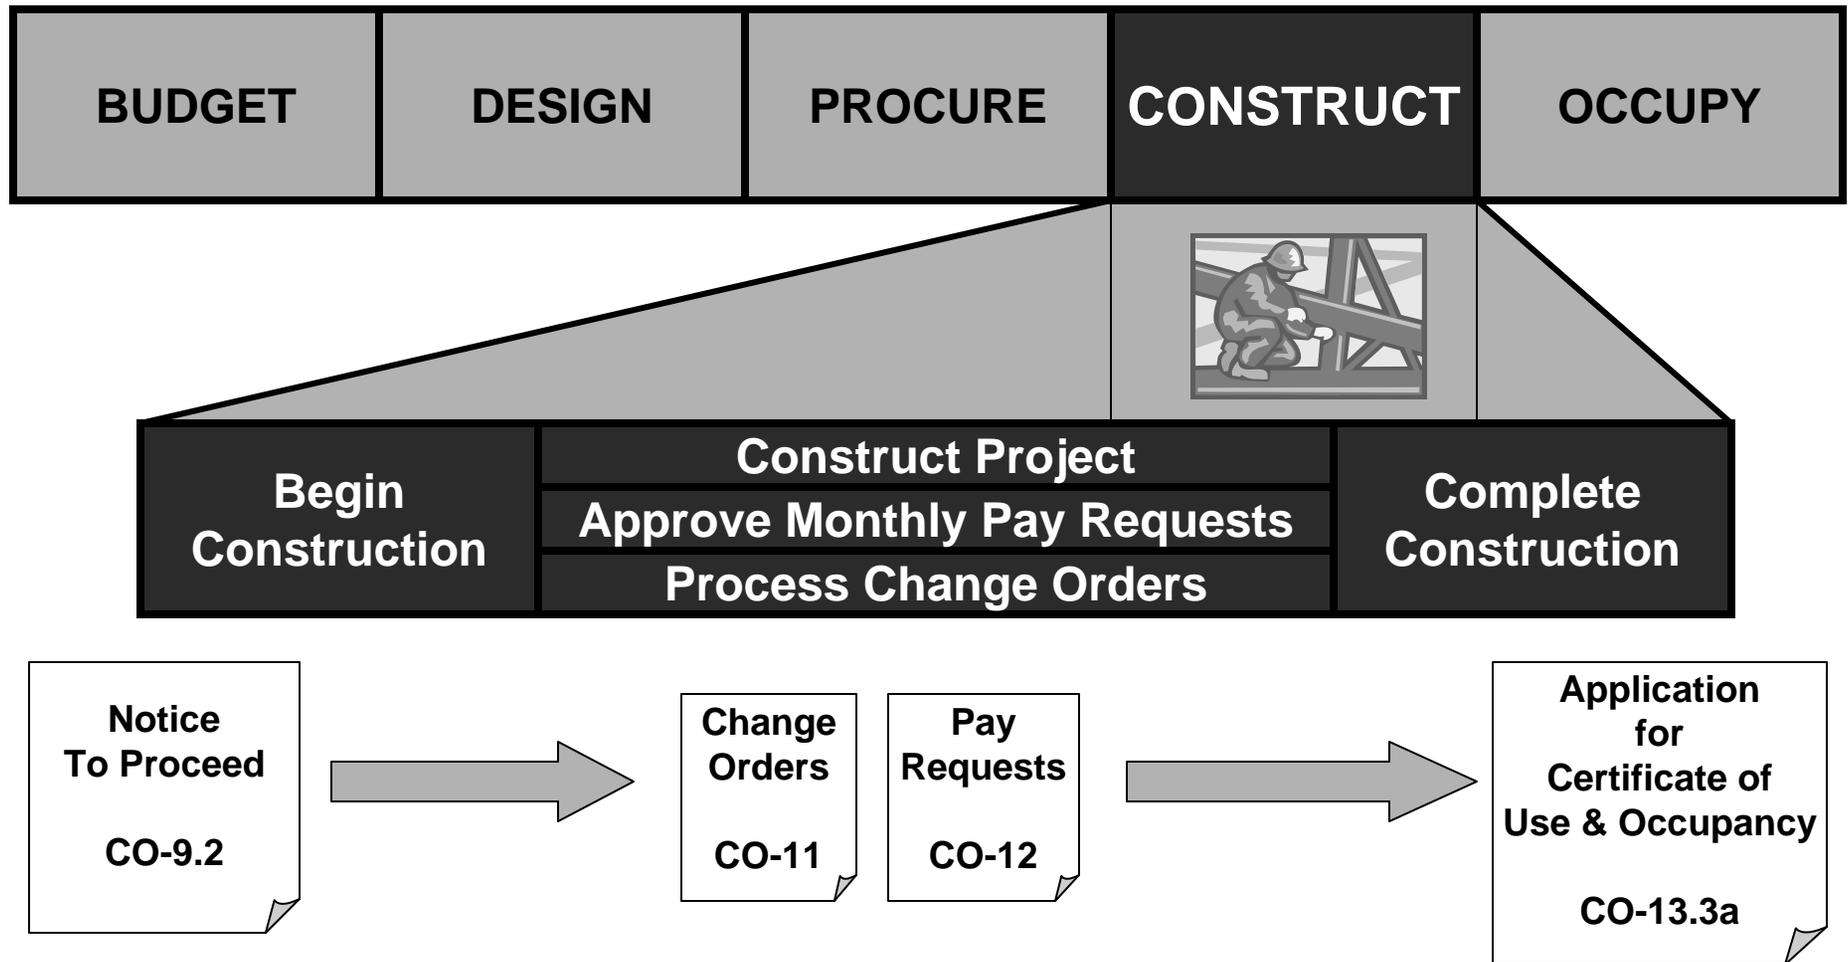 BUDGET
DESIGN
PROCURE
CONSTRUCT
OCCUPY
Begin
Construction
Construct Project
Approve Monthly Pay Requests
Process Change Orders
Complete
Construction
Notice
To Proceed
CO-9.2
Change
Orders
CO-11
Pay
Requests
CO-12
Application
for
Certificate of
Use & Occupancy
CO-13.3a